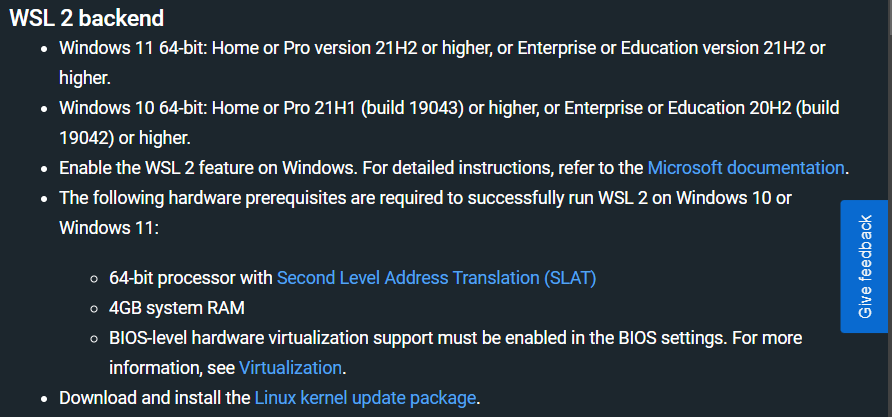 WSL 2 backend
• Windows 11 64-bit: Home or Pro version 21H2 or higher, or Enterprise or Education version 21H2 or
higher.
• Windows 10 64-bit: Home or Pro 21H1 (build 19043) or higher, or Enterprise or Education 20H2 (build
19042) or higher.
• Enable the WSL 2 feature on Windows. For detailed instructions, refer to the Microsoft documentation.
• The following hardware prerequisites are required to successfully run WSL 2 on Windows 10 or
Windows 11:
◦ 64-bit processor with Second Level Address Translation (SLAT)
◦ 4GB system RAM
◦ BIOS-level hardware virtualization support must be enabled in the BIOS settings. For more
information, see Virtualization.
• Download and install the Linux kernel update package.
Give feedback